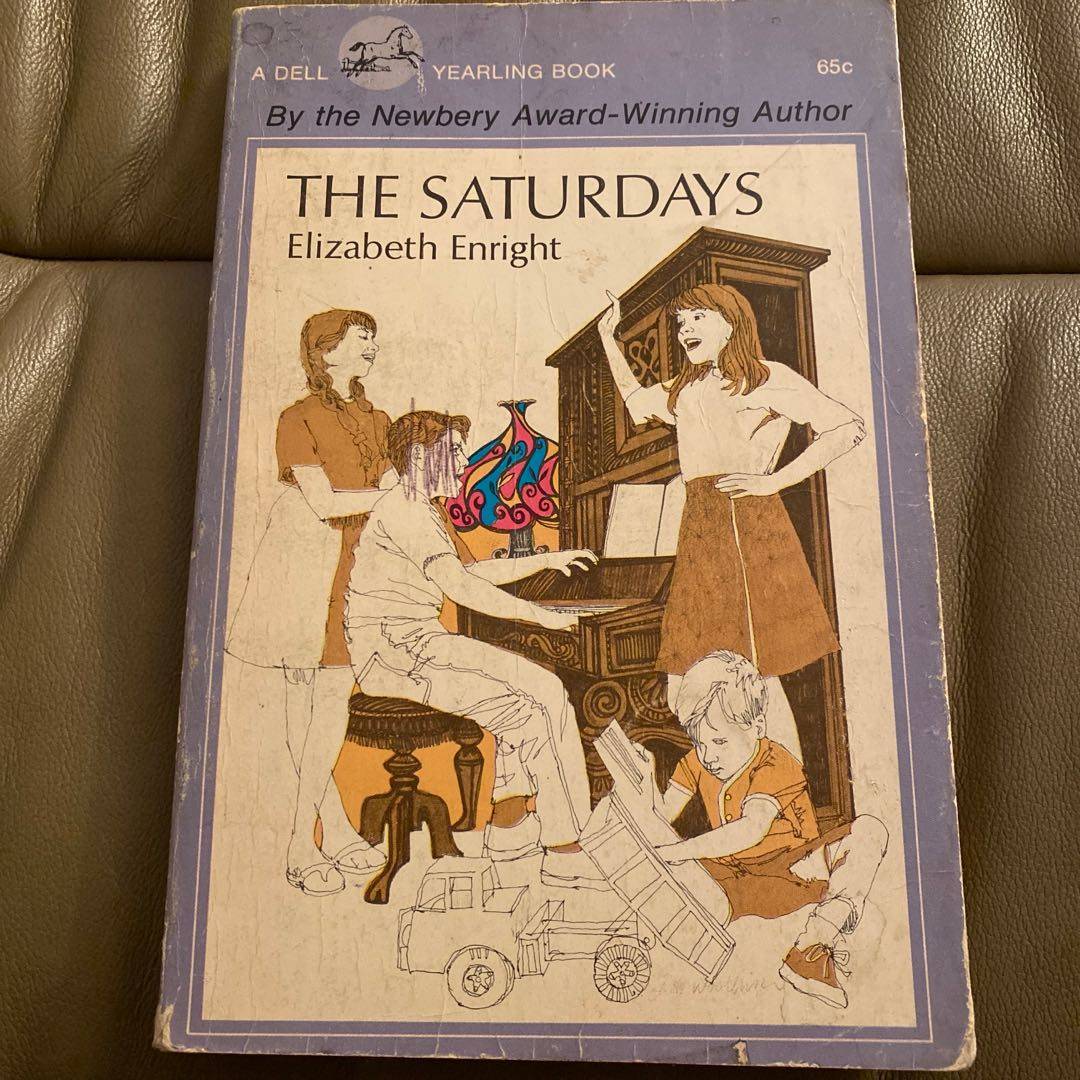 A DELL YEARLING BOOK 65c
By the Newbery Award-Winning Author
THE SATURDAYS
Elizabeth Enright